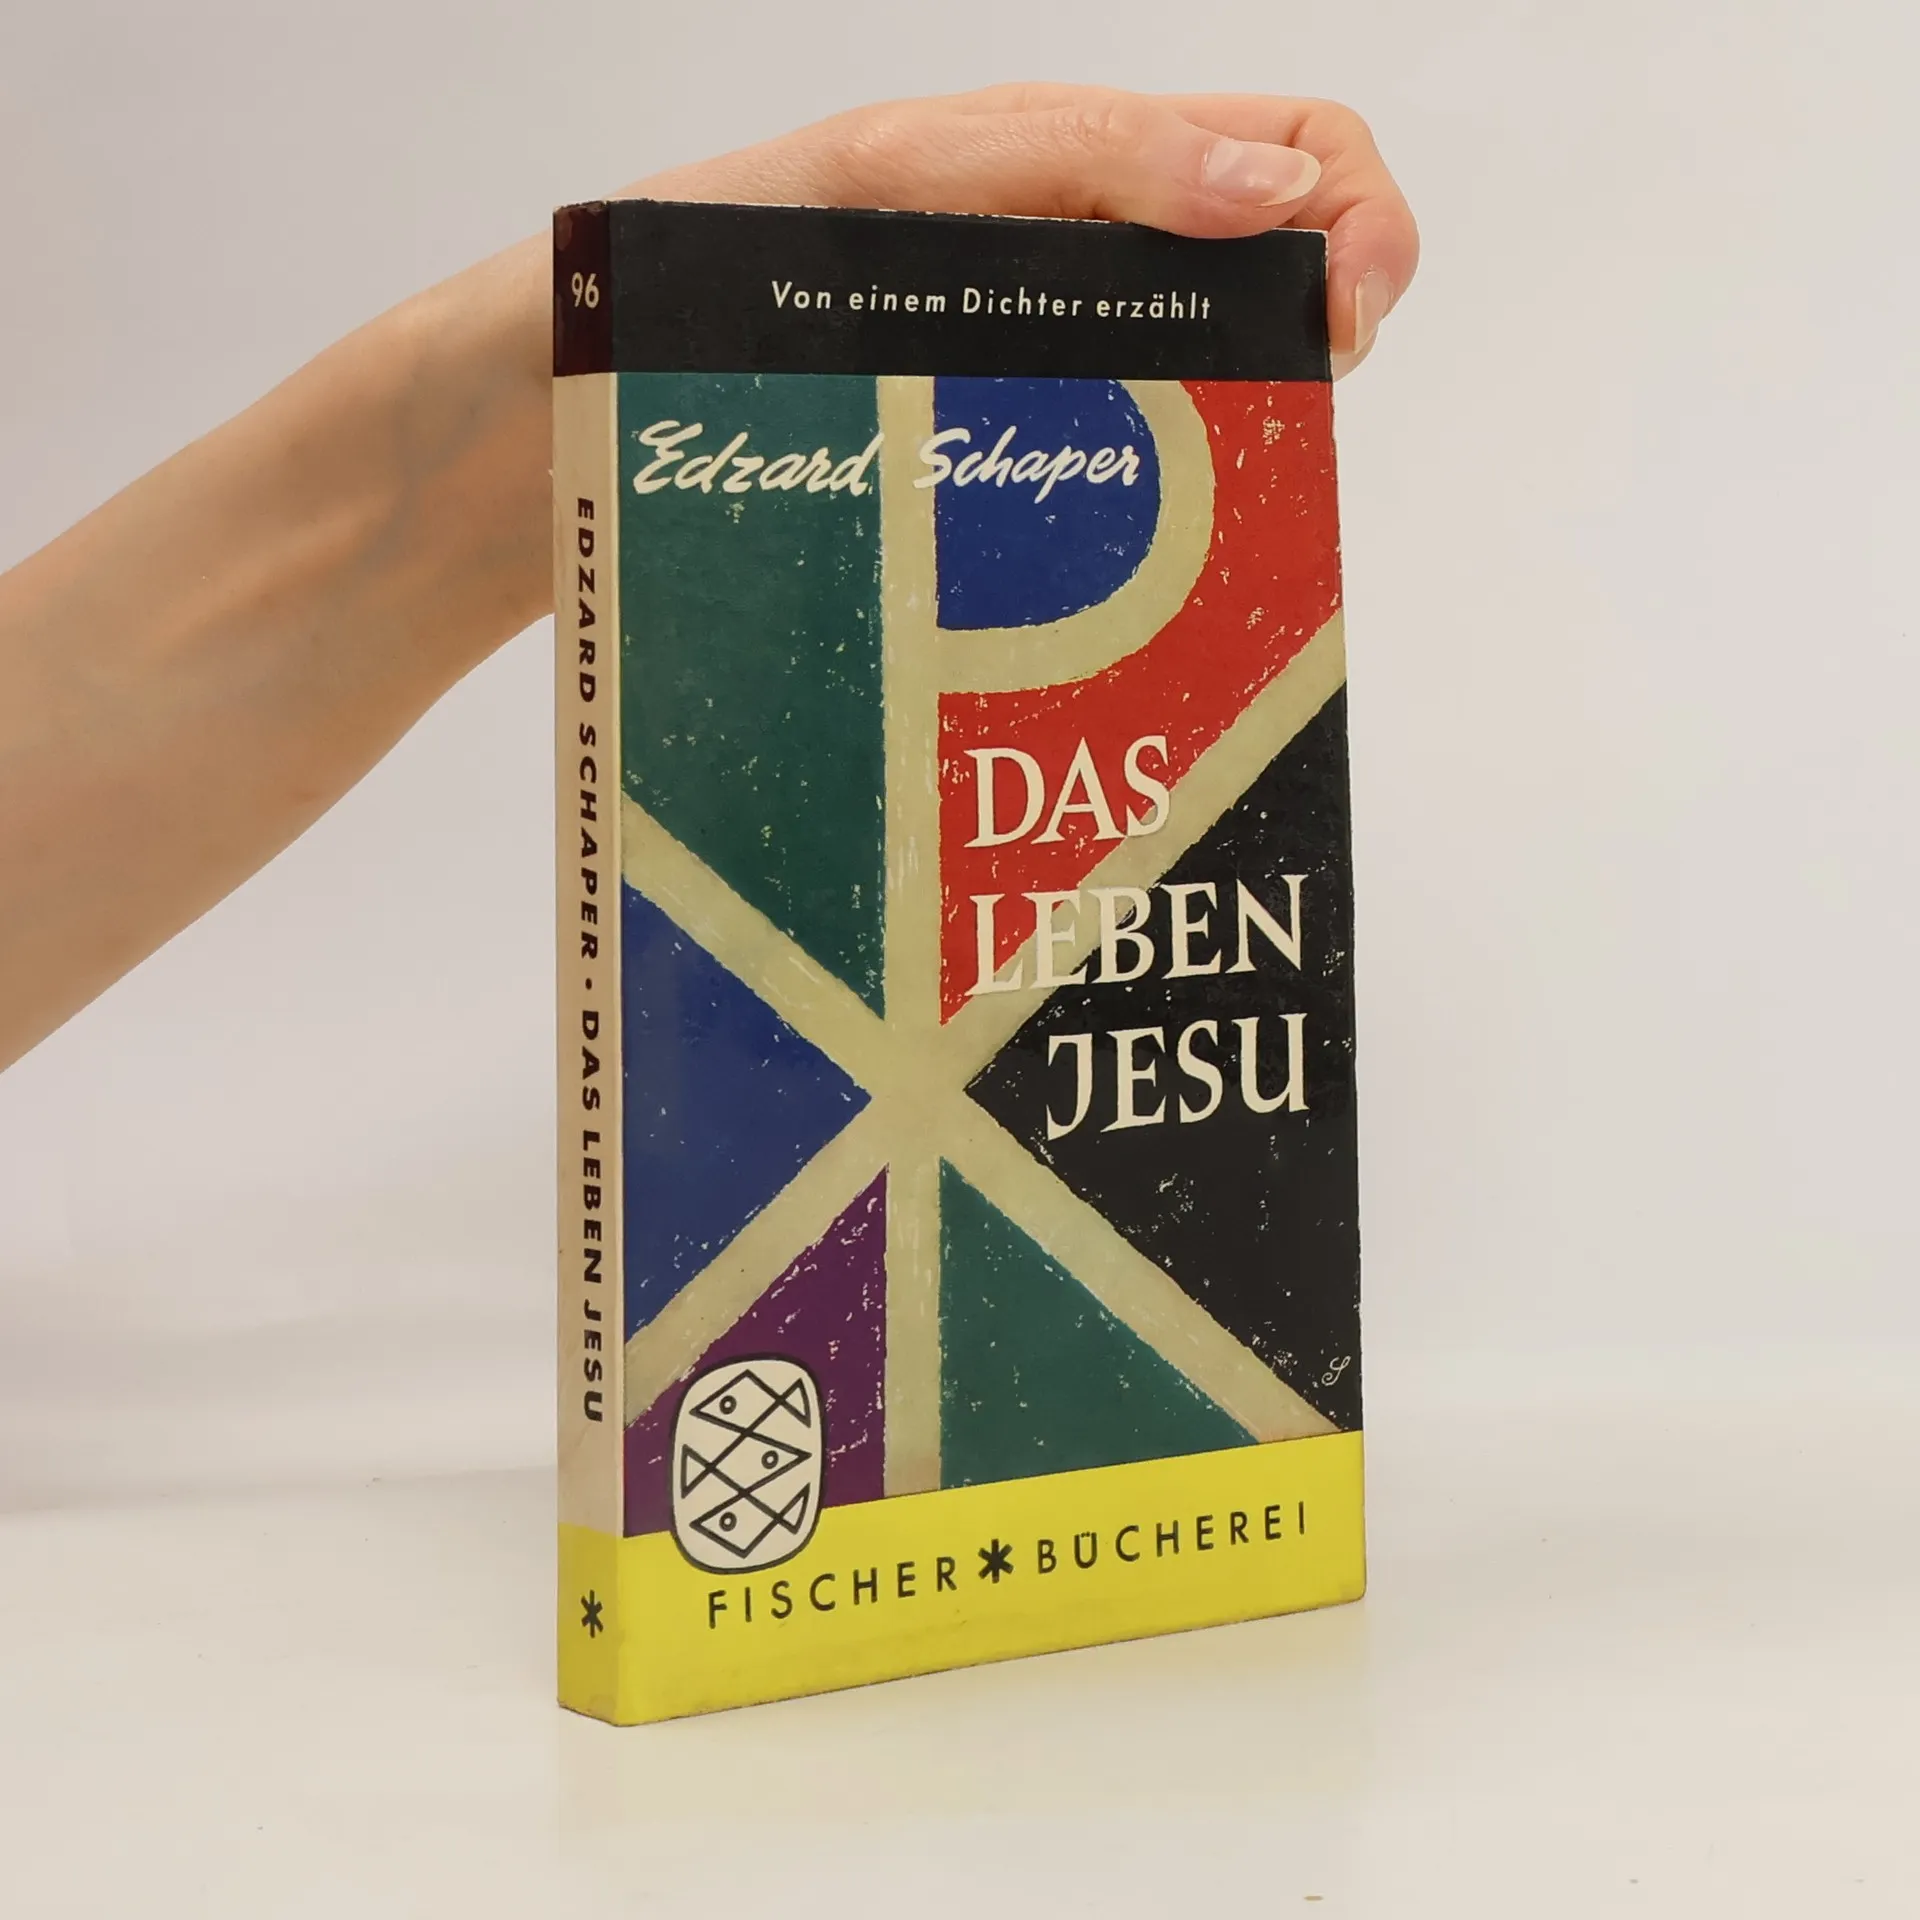 96
Von einem Dichter erzählt
Edzard Schaper
DAS
LEBEN
JESU
FISCHER * BÜCHEREI
EDZARD SCHAPER · DAS LEBEN JESU
*